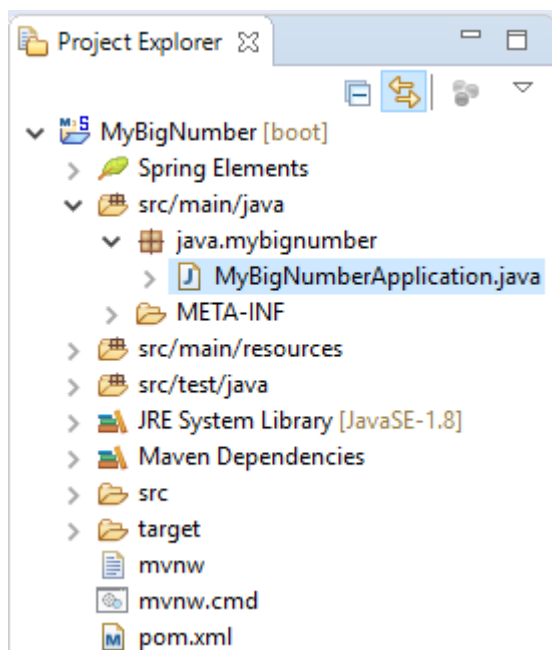 Project Explorer
MyBigNumber [boot]
Spring Elements
src/main/java
java.mybignumber
MyBigNumberApplication.java
META-INF
src/main/resources
src/test/java
JRE System Library [JavaSE-1.8]
Maven Dependencies
src
target
mvnw
mvnw.cmd
pom.xml